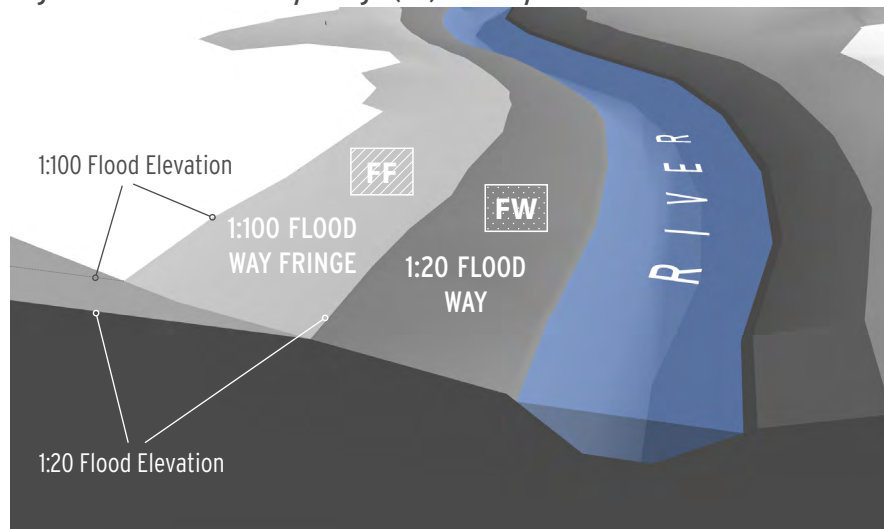 1:100 Flood Elevation
FF
1:100 FLOOD
WAY FRINGE
FW
1:20 FLOOD
WAY
RIVER
1:20 Flood Elevation